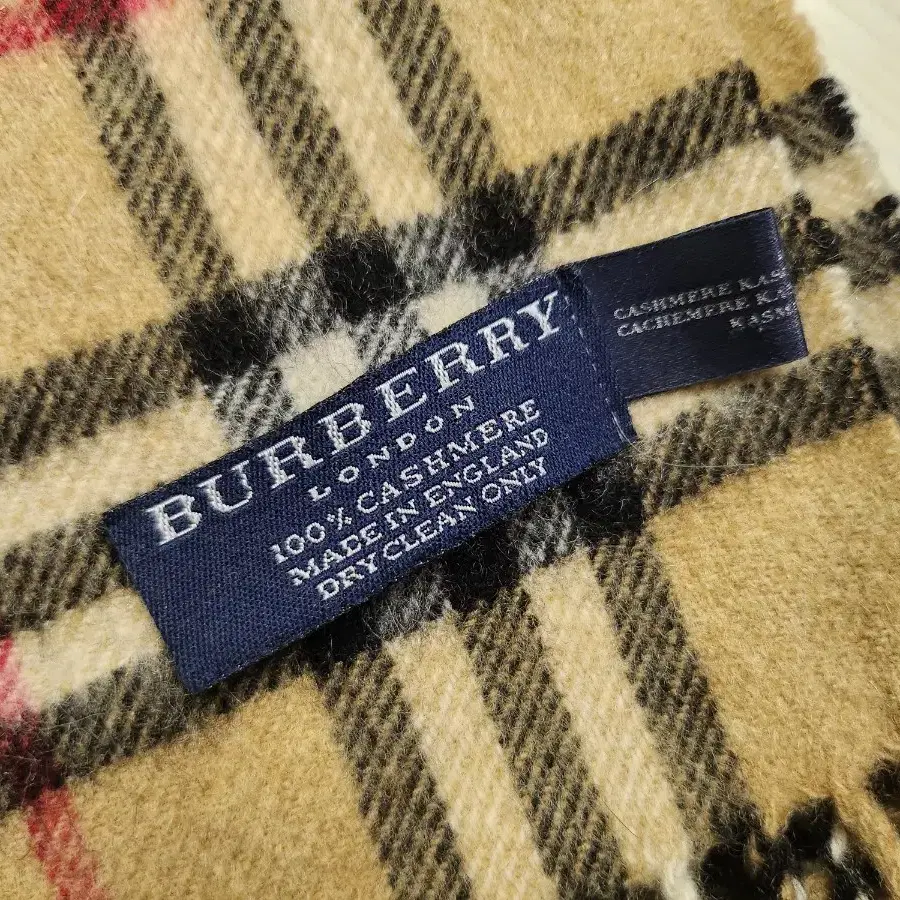 BURBERRY
LONDON
100% CASHMERE
MADE IN ENGLAND
DRY CLEAN ONLY
CASHMERE
CACHEMERE